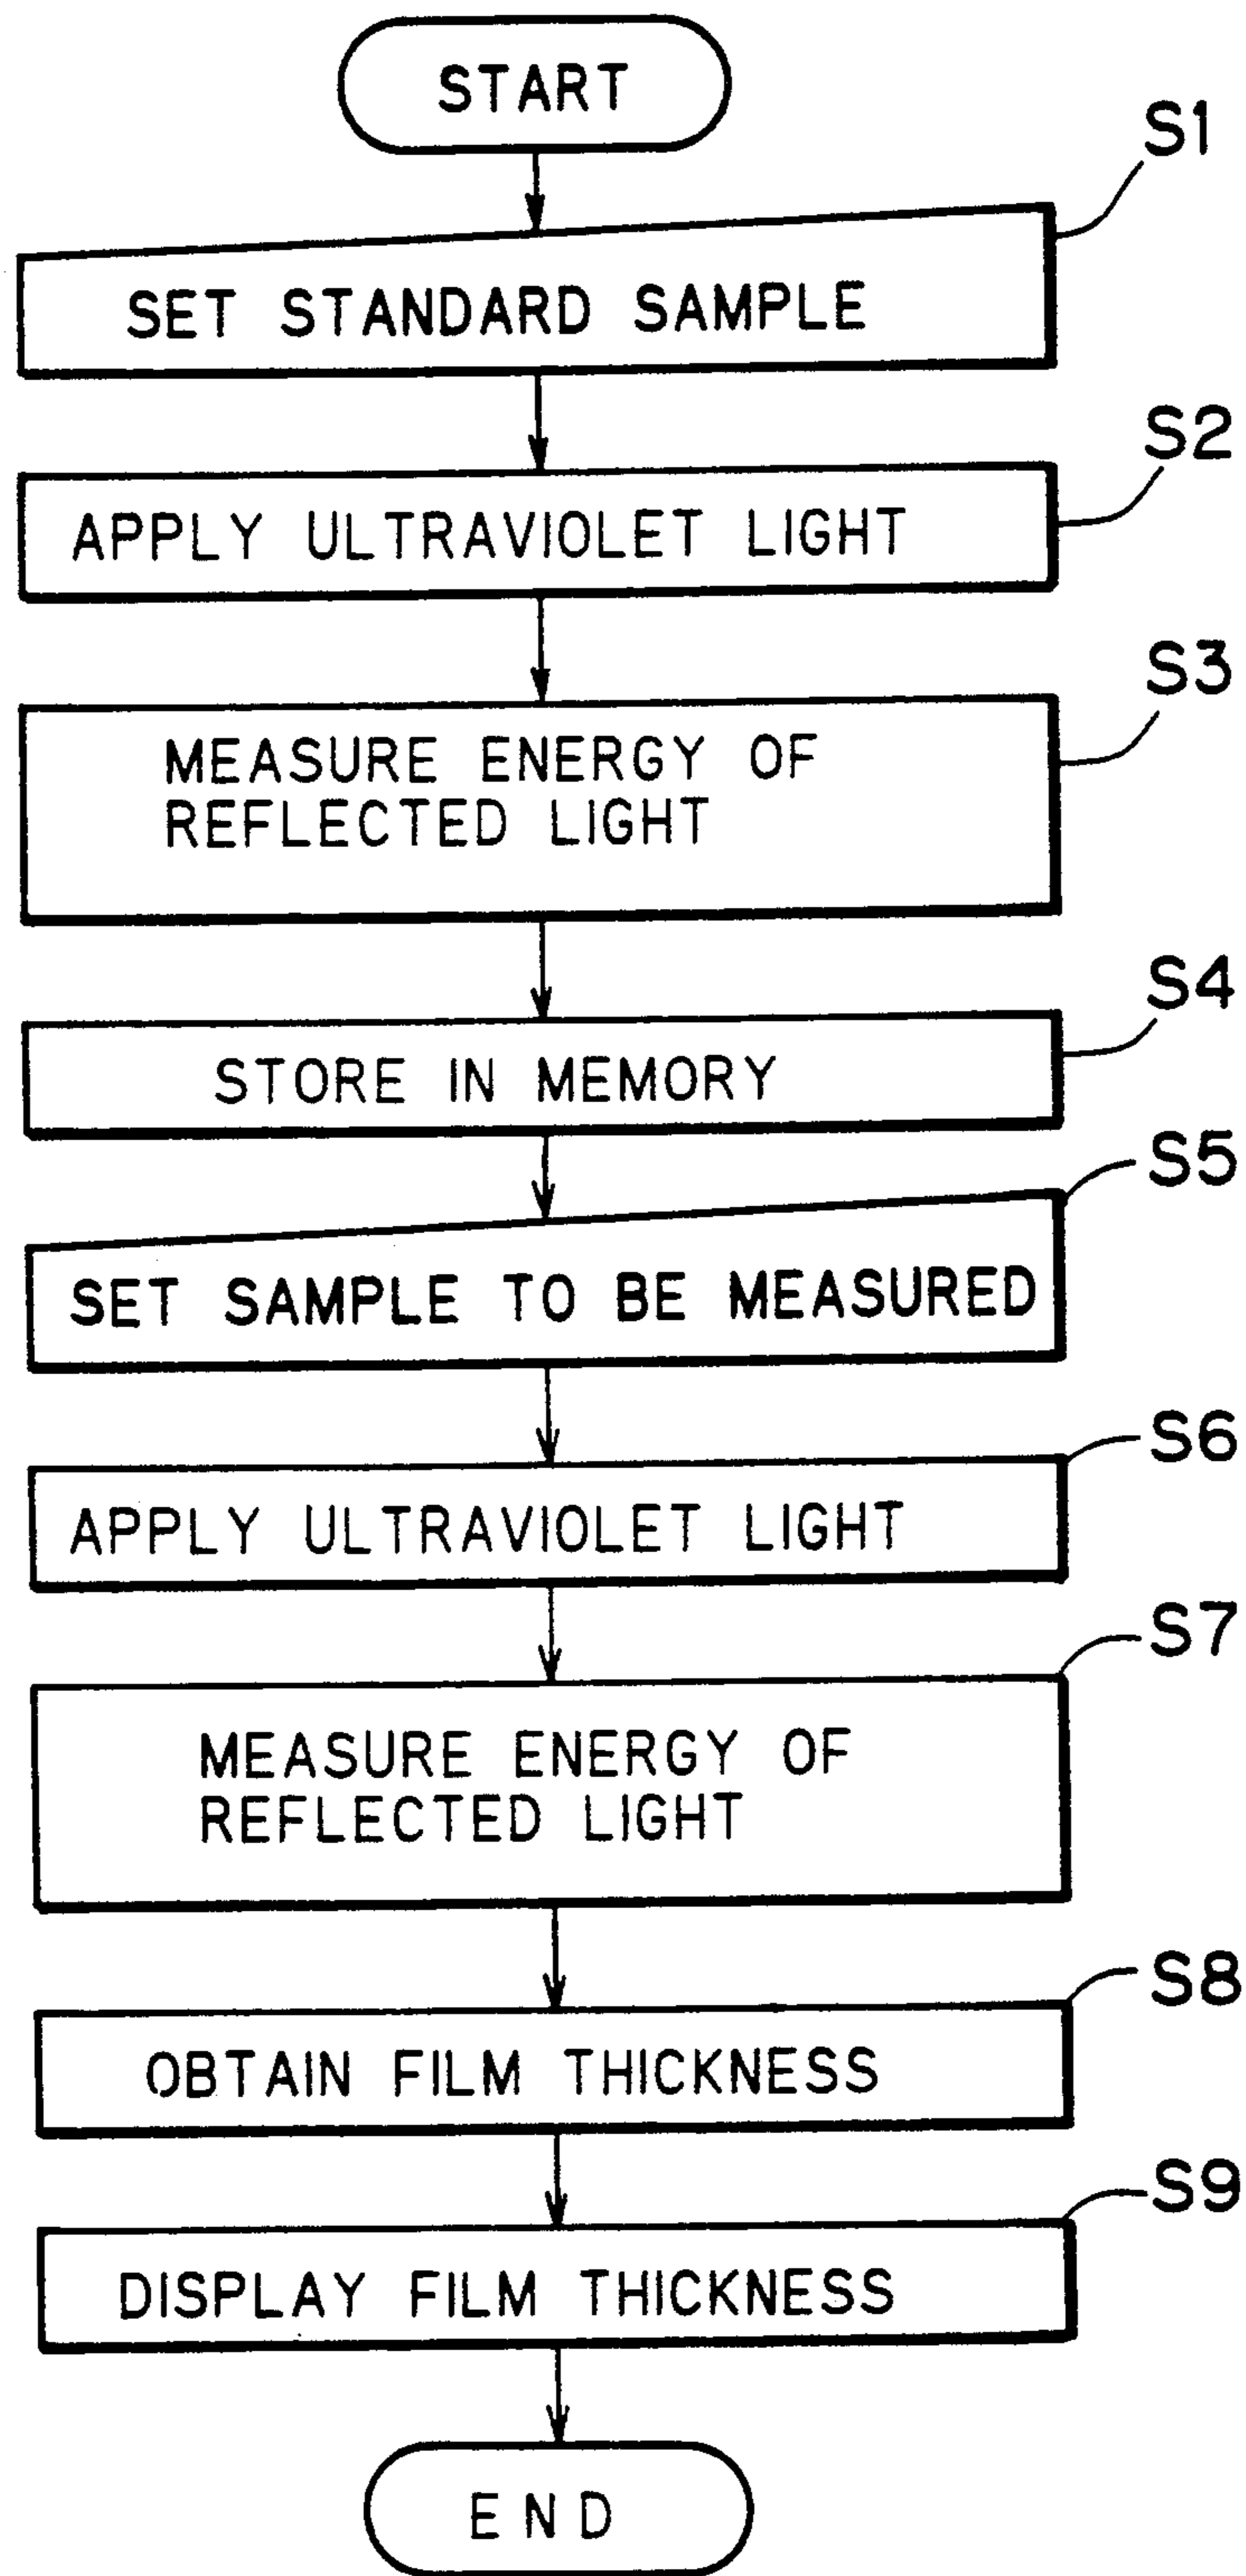 START
S1
SET STANDARD SAMPLE
S2
APPLY ULTRAVIOLET LIGHT
S3
MEASURE ENERGY OF
REFLECTED LIGHT
S4
STORE IN MEMORY
S5
SET SAMPLE TO BE MEASURED
S6
APPLY ULTRAVIOLET LIGHT
S7
MEASURE ENERGY OF
REFLECTED LIGHT
S8
OBTAIN FILM THICKNESS
S9
DISPLAY FILM THICKNESS
END